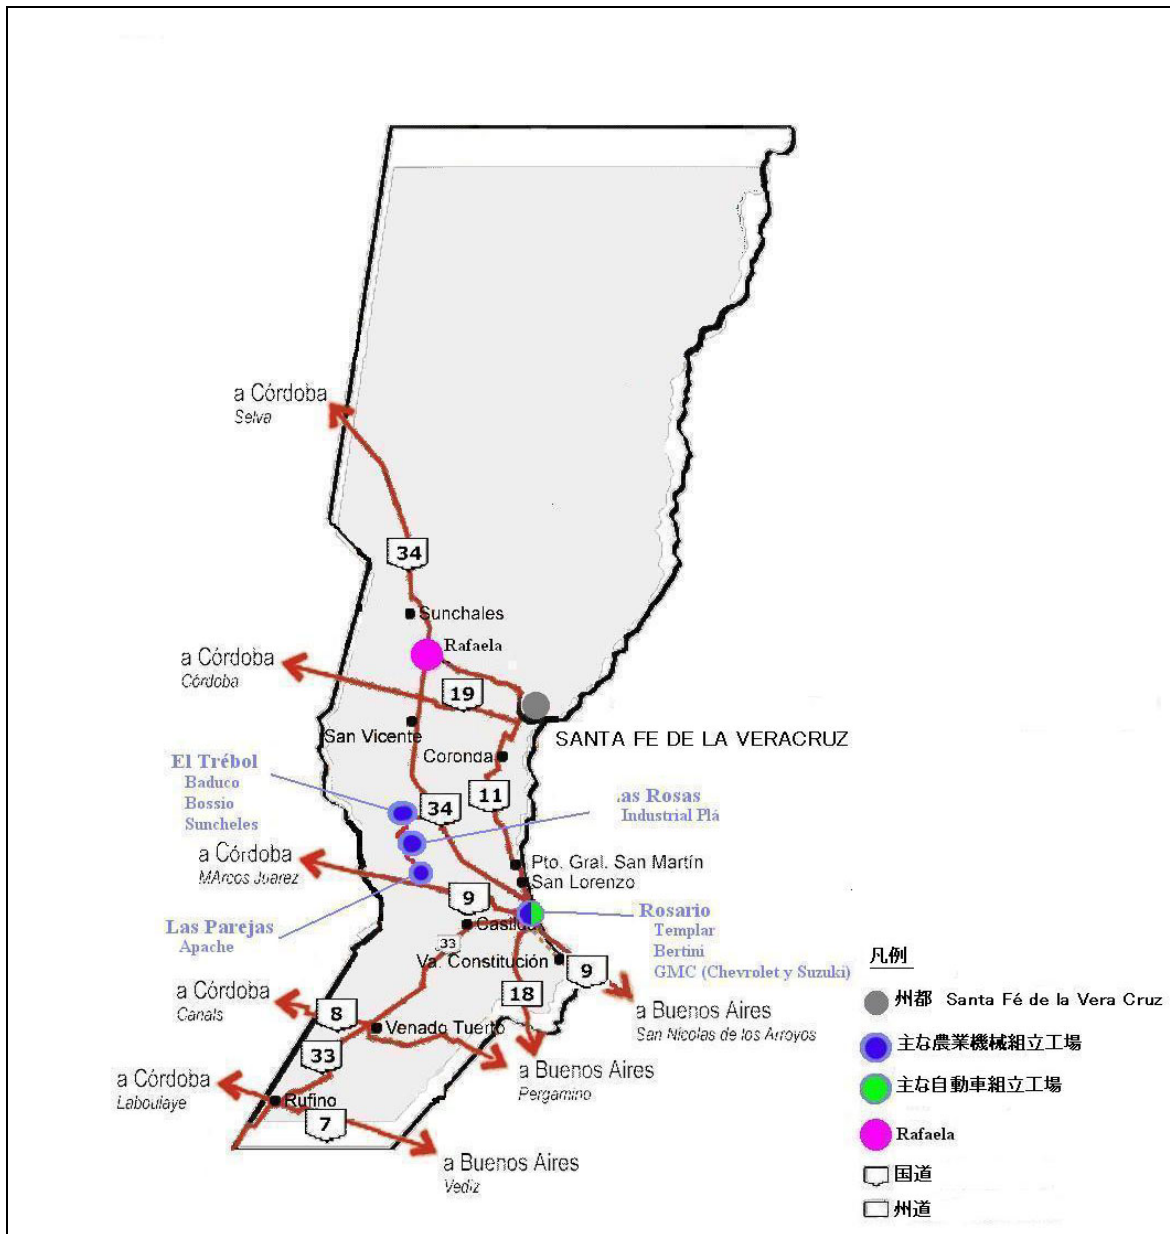 a Córdoba
Selva
34
Sunchales
Rafaela
a Córdoba
Córdoba
19
San Vicente
SANTA FE DE LA VERACRUZ
Coronda
El Trébol
Baduco
Bossio
Suncheles
11
34
.as Rosas
Industrial Plá
a Córdoba
MArcos Juarez
Pto. Gral. San Martín
San Lorenzo
9
Las Parejas
Apache
Casilda
33
Rosario
Templar
Bertini
GMC (Chevrolet y Suzuki)
Va. Constitución
9
18
a Buenos Aires
San Nicolas de los Arroyos
a Córdoba
Canals
8
Venado Tuerto
33
a Buenos Aires
Pergamino
a Córdoba
Laboulaye
Rufino
7
a Buenos Aires
Vediz
凡例
州都 Santa Fé de la Vera Cruz
主な農業機械組立工場
主な自動車組立工場
Rafaela
国道
州道